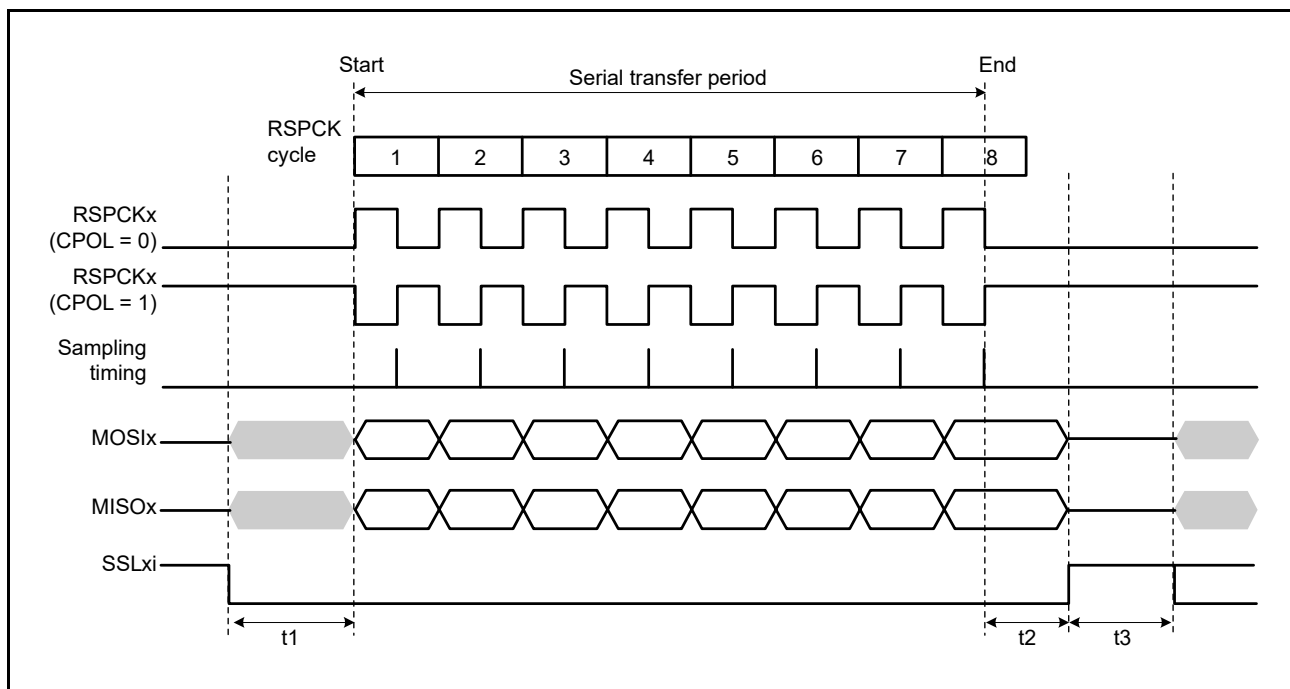 Start
End
Serial transfer period
RSPCK
cycle
1 2 3 4 5 6 7 8
RSPCKx
(CPOL = 0)
RSPCKx
(CPOL = 1)
Sampling
timing
MOSIx
MISOx
SSLxi
t1
t2
t3